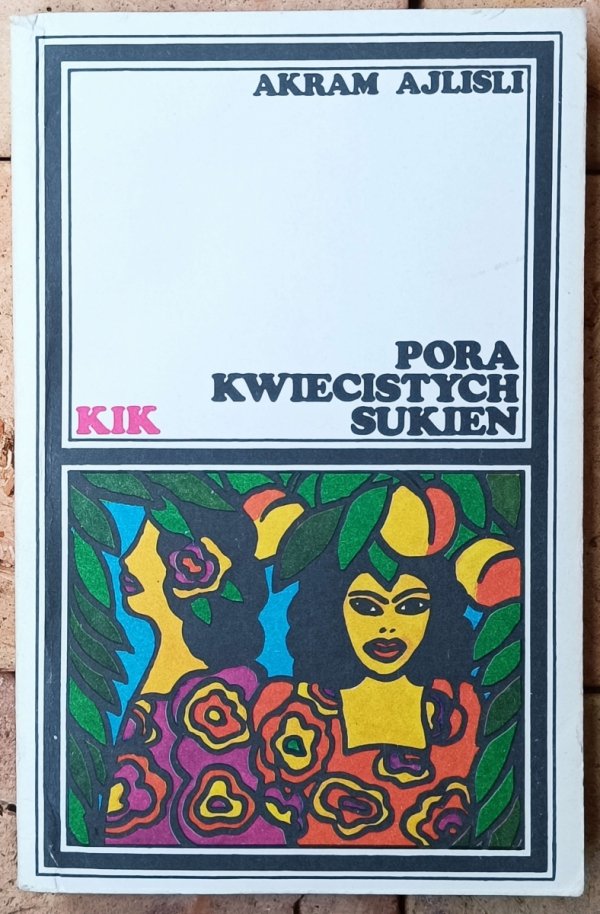 AKRAM AJLISLI
PORA
KWIECISTYCH
SUKIEN
KIK